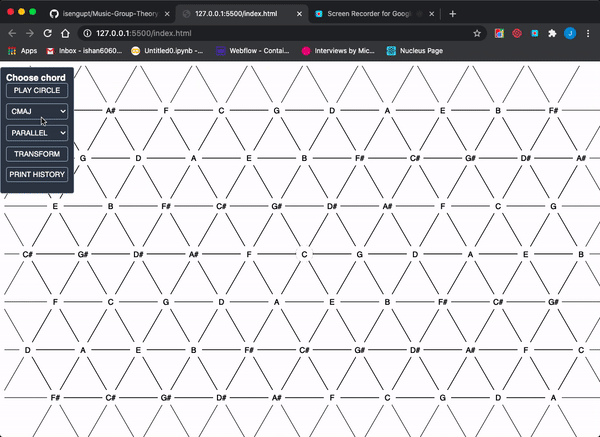 isengupt/Music-Group-Theory
127.0.0.1:5500/index.html
Screen Recorder for Google
127.0.0.1:5500/index.html
Apps
Inbox - ishan6060...
Untitled0.ipynb -...
Webflow - Contai...
Interviews by Mic...
Nucleus Page
J
Choose chord
PLAY CIRCLE
CMAJ
PARALLEL
TRANSFORM
PRINT HISTORY
A# F C G D A E B F#
G D A E B F# C# G# D# A#
E B F# C# G# D# A# F C G
C# G# D# A# F C G D A E B
F C G D A E B F# C# G#
D A E B F# C# G# D# A# F C
F# C# G# D# A# F C G D A